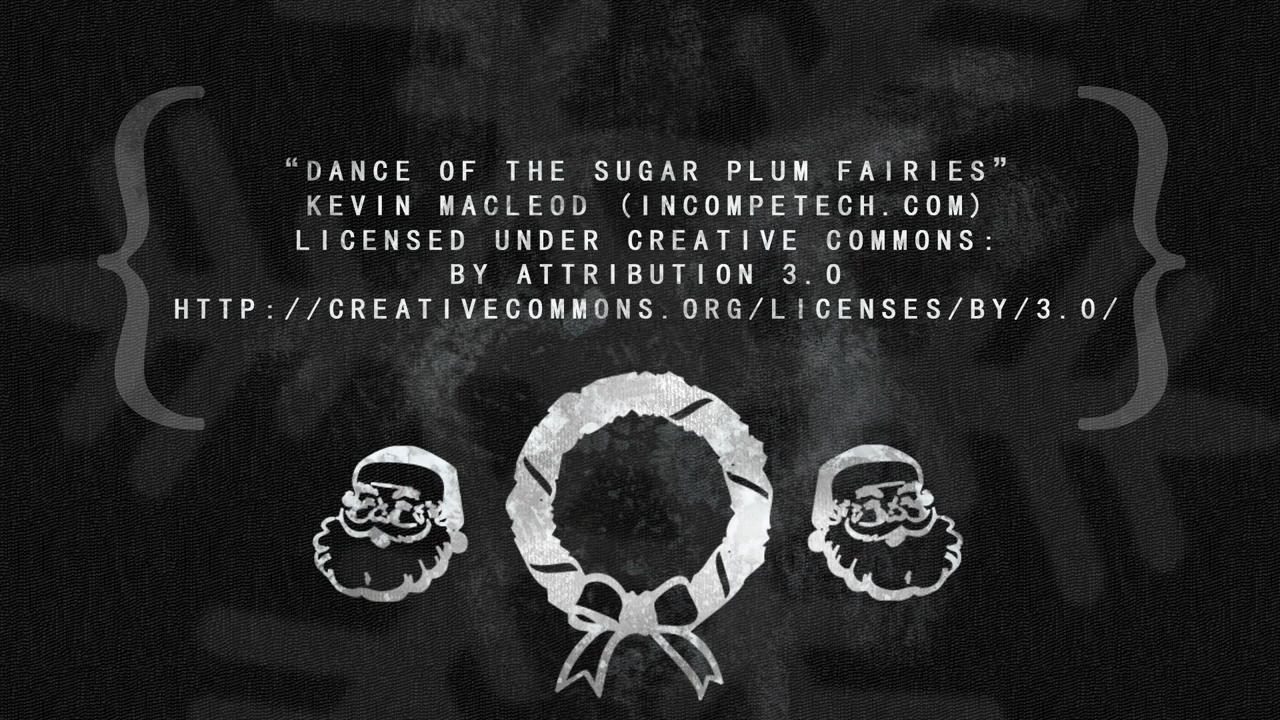 “DANCE OF THE SUGAR PLUM FAIRIES”
KEVIN MACLEOD (INCOMPETECH.COM)
LICENSED UNDER CREATIVE COMMONS:
BY ATTRIBUTION 3.0
HTTP://CREATIVECOMMONS.ORG/LICENSES/BY/3.0/